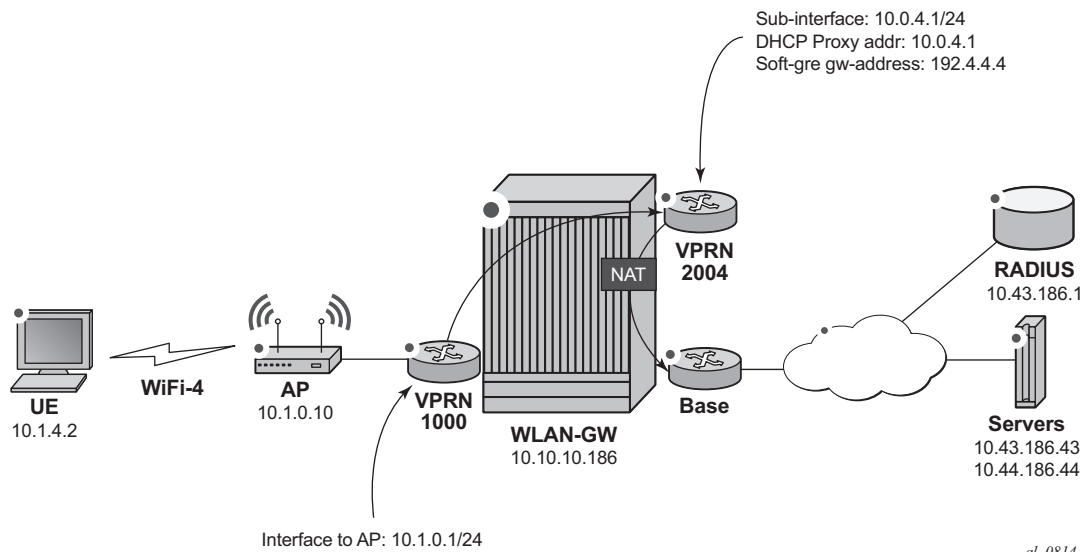 Sub-interface: 10.0.4.1/24
DHCP Proxy addr: 10.0.4.1
Soft-gre gw-address: 192.4.4.4
NAT
VPRN
2004
RADIUS
10.43.186.1
UE
10.1.4.2
WiFi-4
AP
10.1.0.10
VPRN
1000
WLAN-GW
10.10.10.186
Base
Servers
10.43.186.43
10.44.186.44
Interface to AP: 10.1.0.1/24
al_0814